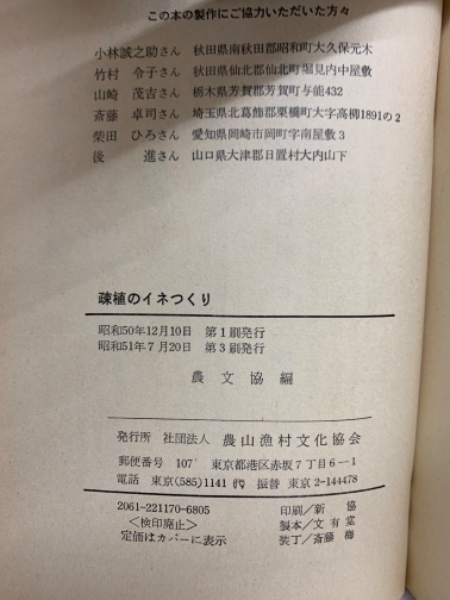 この本の製作にご協力いただいた方々
小林誠之助さん 秋田県南秋田郡昭和町大久保元木
竹村 令子さん 秋田県仙北郡仙北町堀見内中屋敷
山崎 茂吉さん 栃木県芳賀郡芳賀町与能432
斎藤 卓司さん 埼玉県北葛飾郡栗橋町大字高柳1891の2
柴田 ひろさん 愛知県岡崎市岡町字南屋敷3
後 進さん 山口県大津郡日置村大内山下
疎植のイネつくり
昭和50年12月10日 第1刷発行
昭和51年7月20日 第3刷発行
農文協編
発行所 社団法人 農山漁村文化協会
郵便番号 107 東京都港区赤坂7丁目6−1
電話 東京(585)1141 ㈹ 振替 東京2-144478
2061-221170-6805
<検印廃止>
定価はカバーに表示
印刷/新協
製本/文有堂
装丁/斎藤